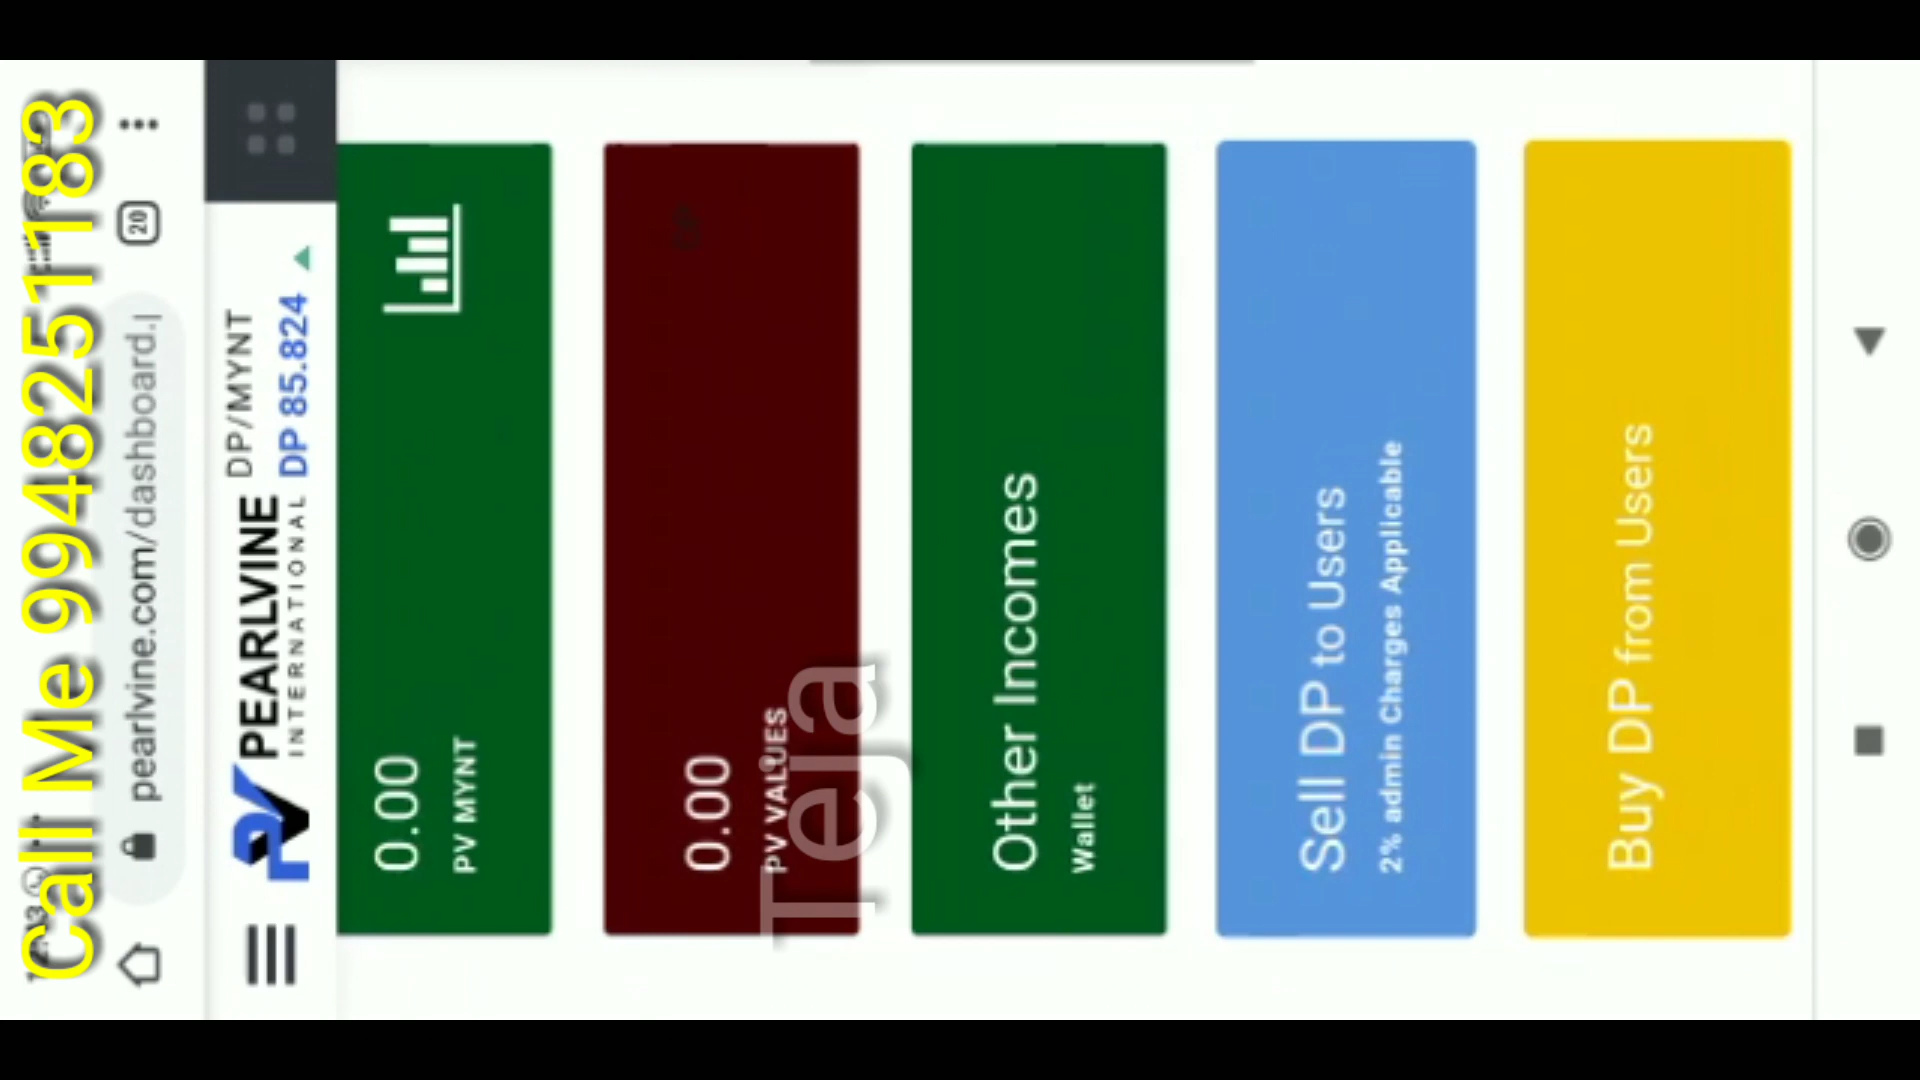 Call Me 9948251183
pearlvine.com/dashboard.p
20
PEARLVINE
INTERNATIONAL
DP/MYNT
DP 85.824
0.00
PV MYNT
0.00
PV VALUES
Teja
Other Incomes
Wallet
Sell DP to Users
2% admin Charges Applicable
Buy DP from Users